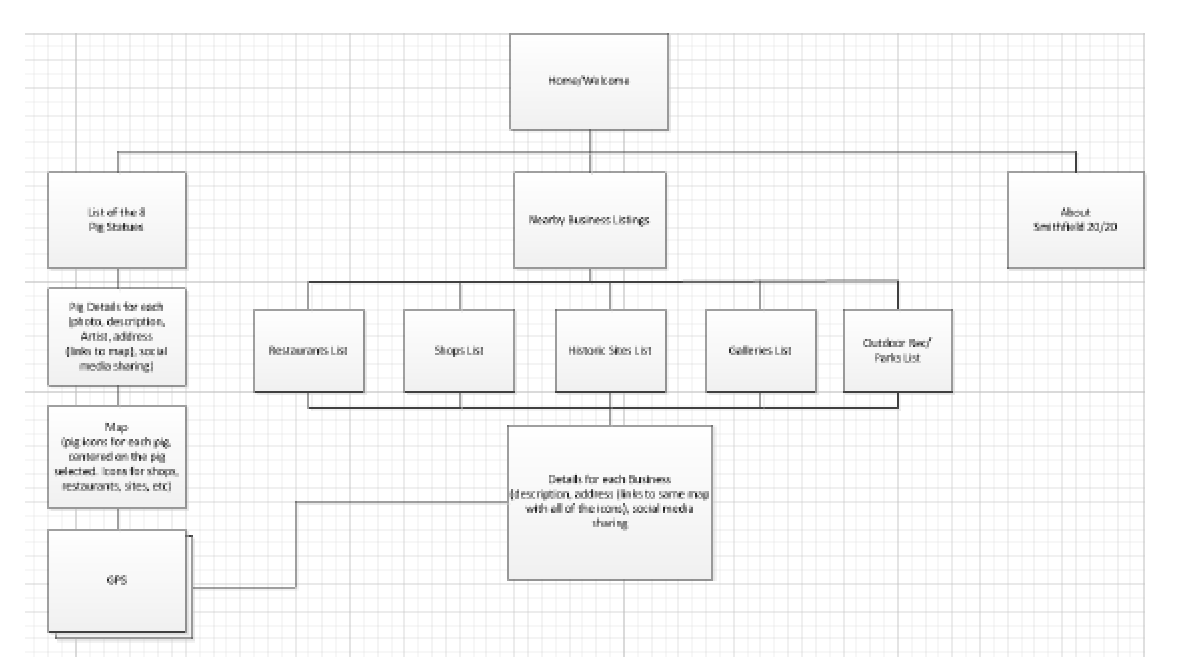 Home/Welcome
List of the 8
Pig Statues
Nearby Business Listings
About
Smithfield 20/20
Pig Details for each
(photo, description,
Artist, address
(links to map), social
media sharing)
Restaurants List
Shops List
Historic Sites List
Galleries List
Outdoor Rec/
Parks List
Map
(pig icons for each pig,
centered on the pig
selected. Icons for shops,
restaurants, sites, etc)
Details for each Business
(description, address (links to same map
with all of the icons), social media
sharing.
GPS